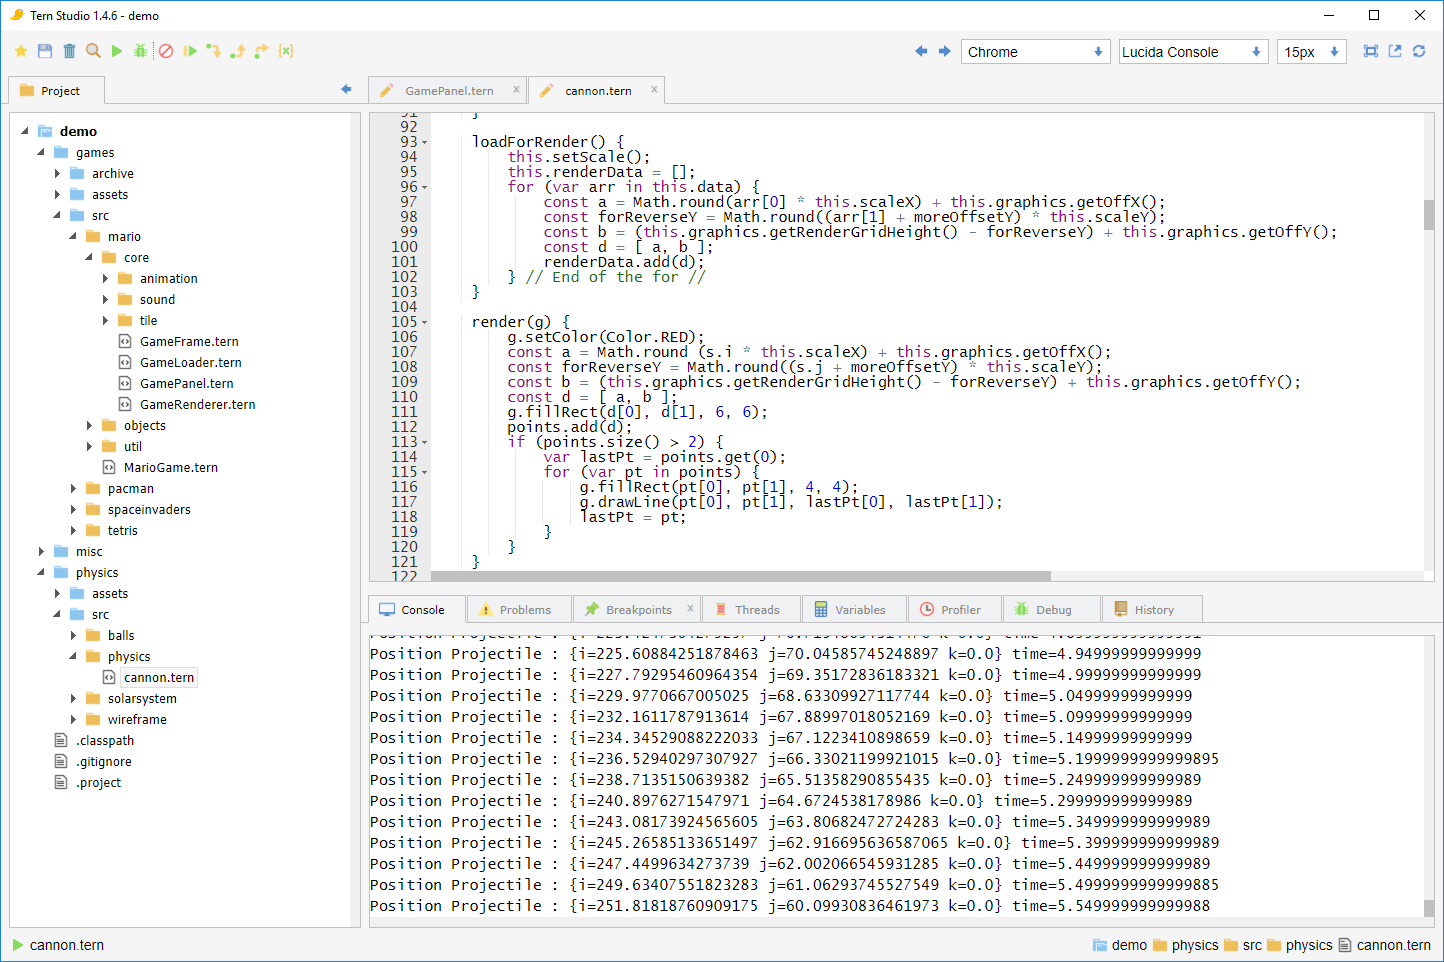 Tern Studio 1.4.6 - demo
Chrome
Lucida Console
15px
Project
GamePanel.tern
cannon.tern
demo
games
archive
assets
src
mario
core
animation
sound
tile
GameFrame.tern
GameLoader.tern
GamePanel.tern
GameRenderer.tern
objects
util
MarioGame.tern
pacman
spaceinvaders
tetris
misc
physics
assets
src
balls
physics
cannon.tern
solarsystem
wireframe
.classpath
.gitignore
.project
91 }
92
93 loadForRender() {
94 this.setScale();
95 this.renderData = [];
96 for (var arr in this.data) {
97 const a = Math.round(arr[0] * this.scaleX) + this.graphics.getOffX();
98 const forReverseY = Math.round((arr[1] + moreOffsetY) * this.scaleY);
99 const b = (this.graphics.getRenderGridHeight() - forReverseY) + this.graphics.getOffY();
100 const d = [ a, b ];
101 renderData.add(d);
102 } // End of the for //
103 }
104
105 render(g) {
106 g.setColor(Color.RED);
107 const a = Math.round (s.i * this.scaleX) + this.graphics.getOffX();
108 const forReverseY = Math.round((s.j + moreOffsetY) * this.scaleY);
109 const b = (this.graphics.getRenderGridHeight() - forReverseY) + this.graphics.getOffY();
110 const d = [ a, b ];
111 g.fillRect(d[0], d[1], 6, 6);
112 points.add(d);
113 if (points.size() > 2) {
114 var lastPt = points.get(0);
115 for (var pt in points) {
116 g.fillRect(pt[0], pt[1], 4, 4);
117 g.drawLine(pt[0], pt[1], lastPt[0], lastPt[1]);
118 lastPt = pt;
119 }
120 }
121 }
122
Console
Problems
Breakpoints
Threads
Variables
Profiler
Debug
History
Position Projectile : {i=225.60884251878463 j=70.04585745248897 k=0.0} time=4.94999999999999
Position Projectile : {i=227.79295460964354 j=69.35172836183321 k=0.0} time=4.99999999999999
Position Projectile : {i=229.9770667005025 j=68.63309927117744 k=0.0} time=5.04999999999999
Position Projectile : {i=232.1611787913614 j=67.88997018052169 k=0.0} time=5.09999999999999
Position Projectile : {i=234.34529088222033 j=67.1223410898659 k=0.0} time=5.14999999999999
Position Projectile : {i=236.52940297307927 j=66.33021199921015 k=0.0} time=5.1999999999999895
Position Projectile : {i=238.7135150639382 j=65.51358290855435 k=0.0} time=5.249999999999989
Position Projectile : {i=240.8976271547971 j=64.6724538178986 k=0.0} time=5.299999999999989
Position Projectile : {i=243.08173924565605 j=63.80682472724283 k=0.0} time=5.349999999999989
Position Projectile : {i=245.26585133651497 j=62.916695636587065 k=0.0} time=5.399999999999989
Position Projectile : {i=247.4499634273739 j=62.002066545931285 k=0.0} time=5.449999999999989
Position Projectile : {i=249.63407551823283 j=61.06293745527549 k=0.0} time=5.4999999999999885
Position Projectile : {i=251.81818760909175 j=60.09930836461973 k=0.0} time=5.549999999999988
cannon.tern
demo physics src physics cannon.tern